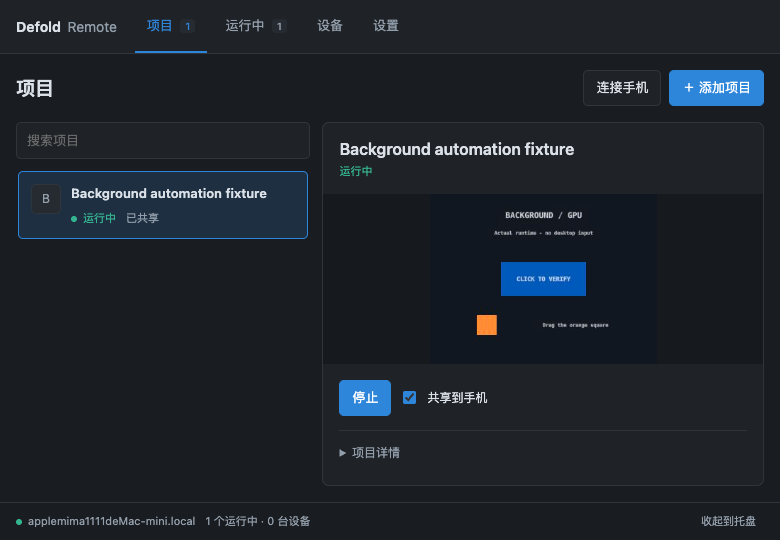 Defold Remote 项目 1 运行中 1 设备 设置
项目
连接手机
+ 添加项目
搜索项目
B
Background automation fixture
运行中 已共享
Background automation fixture
运行中
BACKGROUND / GPU
Actual runtime - no desktop input
CLICK TO VERIFY
Drag the orange square
停止
共享到手机
项目详情
applemima1111deMac-mini.local 1 个运行中 · 0 台设备
收起到托盘